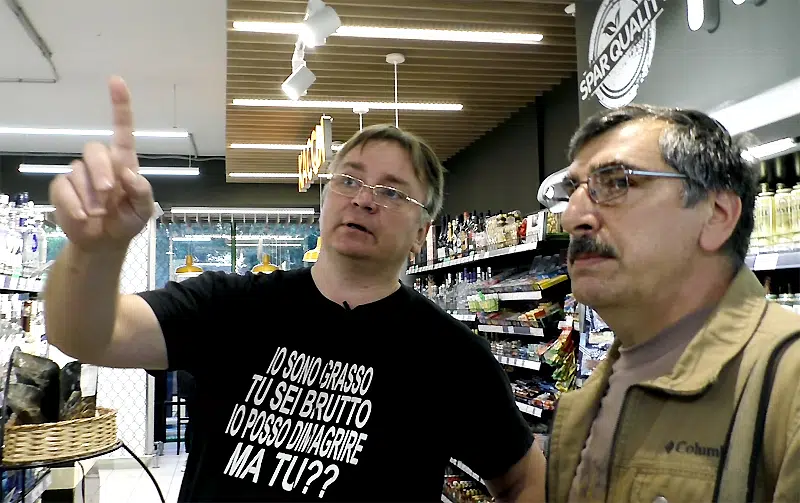 SPAR QUALITY
IO SONO GRASSO
TU SEI BRUTTO
IO POSSO DIMAGRIRE
MA TU??
Columbia